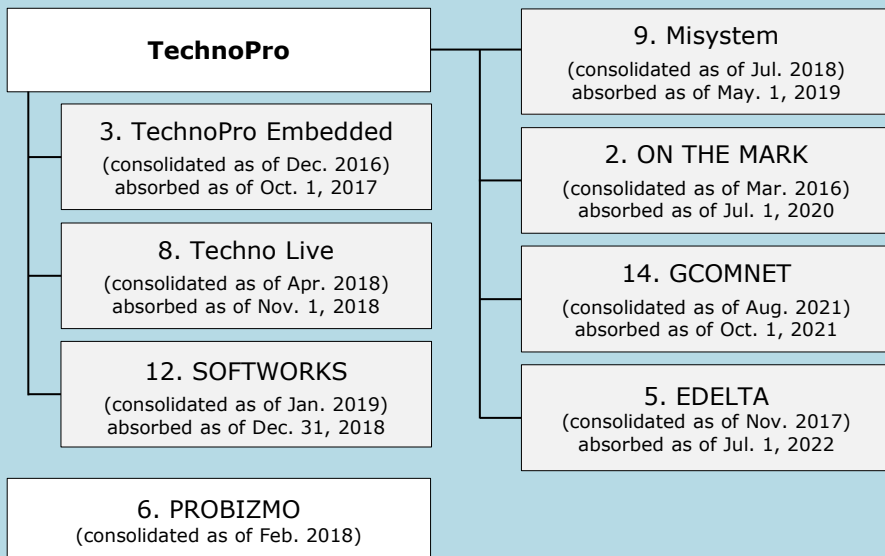 TechnoPro
3. TechnoPro Embedded
(consolidated as of Dec. 2016)
absorbed as of Oct. 1, 2017
8. Techno Live
(consolidated as of Apr. 2018)
absorbed as of Nov. 1, 2018
12. SOFTWORKS
(consolidated as of Jan. 2019)
absorbed as of Dec. 31, 2018
9. Misystem
(consolidated as of Jul. 2018)
absorbed as of May. 1, 2019
2. ON THE MARK
(consolidated as of Mar. 2016)
absorbed as of Jul. 1, 2020
14. GCOMNET
(consolidated as of Aug. 2021)
absorbed as of Oct. 1, 2021
5. EDELTA
(consolidated as of Nov. 2017)
absorbed as of Jul. 1, 2022
6. PROBIZMO
(consolidated as of Feb. 2018)